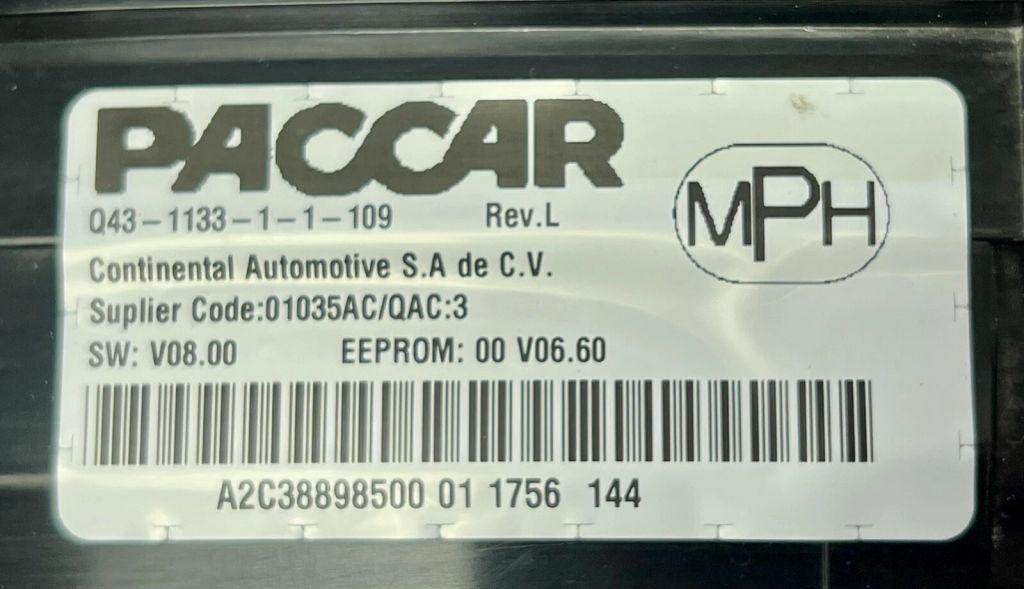 PACCAR
Q43-1133-1-1-109 Rev.L
MPH
Continental Automotive S.A de C.V.
Suplier Code:01035AC/QAC:3
SW: V08.00 EEPROM: 00 V06.60
A2C38898500 01 1756 144